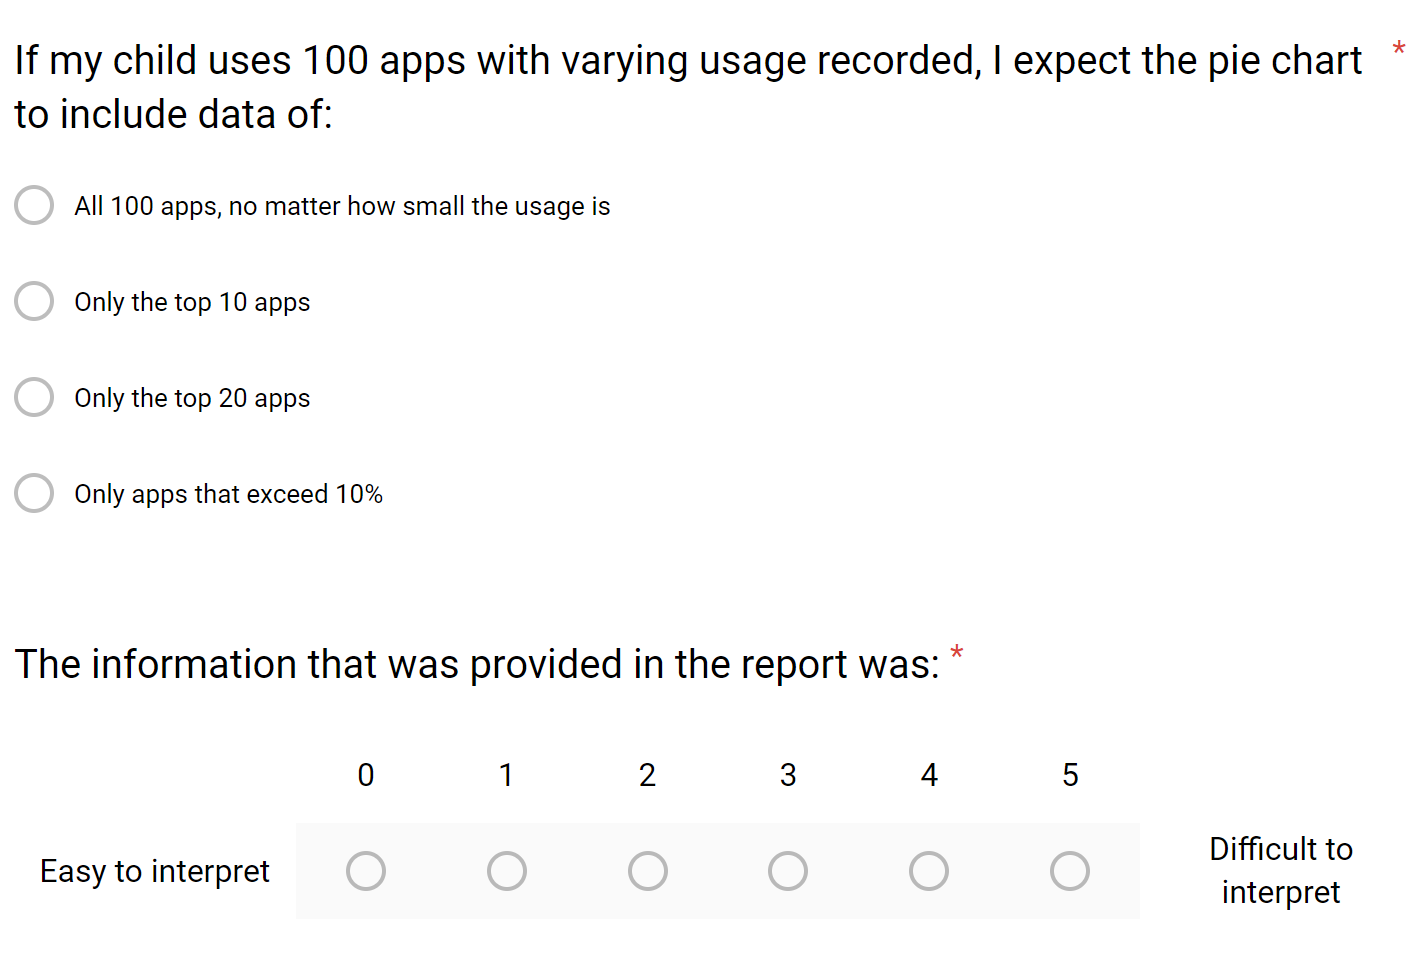 If my child uses 100 apps with varying usage recorded, I expect the pie chart *
to include data of:
All 100 apps, no matter how small the usage is
Only the top 10 apps
Only the top 20 apps
Only apps that exceed 10%
The information that was provided in the report was: *
0 1 2 3 4 5
Easy to interpret
Difficult to
interpret